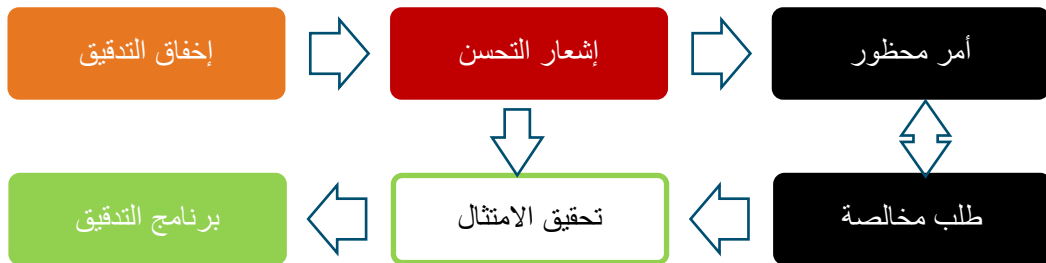 إخفاق التدقيق
إشعار التحسن
أمر محظور
طلب مخالصة
تحقيق الامتثال
برنامج التدقيق